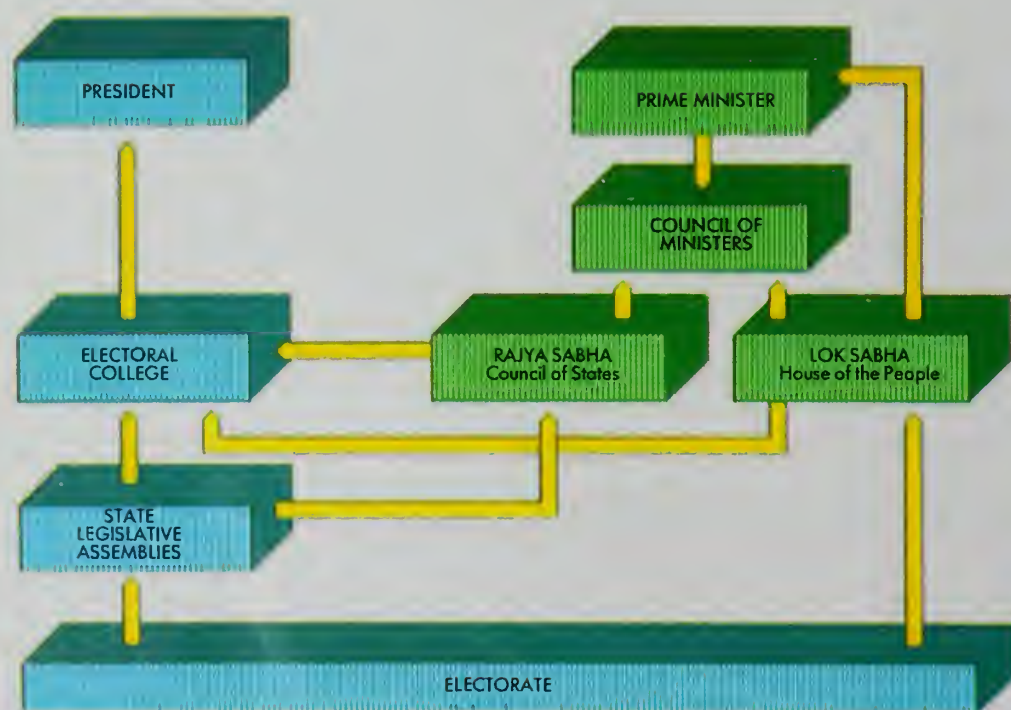 PRESIDENT
PRIME MINISTER
COUNCIL OF
MINISTERS
ELECTORAL
COLLEGE
RAJYA SABHA
Council of States
LOK SABHA
House of the People
STATE
LEGISLATIVE
ASSEMBLIES
ELECTORATE